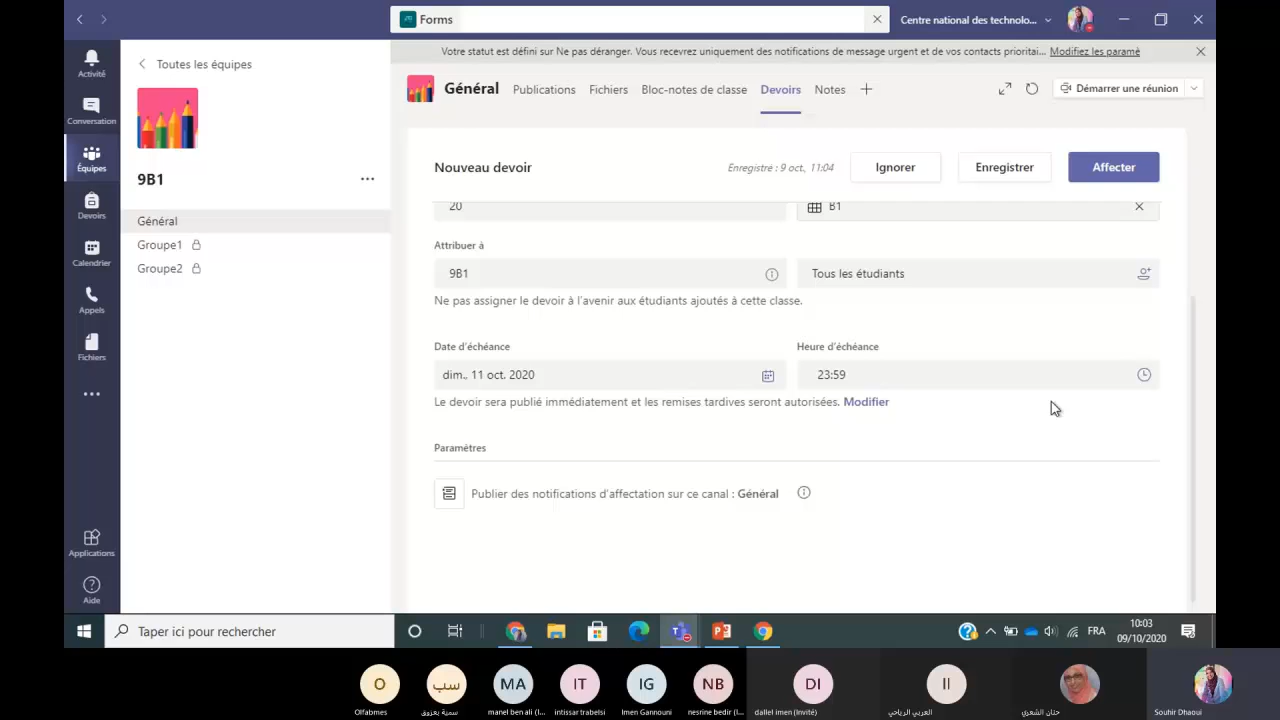 Forms
Centre national des technolo...
Votre statut est défini sur Ne pas déranger. Vous recevrez uniquement des notifications de message urgent et de vos contacts prioritai... Modifiez les paramè
Activité
Conversation
Équipes
Devoirs
Calendrier
Appels
Fichiers
Applications
Aide
Toutes les équipes
9B1
Général
Groupe1
Groupe2
Général Publications Fichiers Bloc-notes de classe Devoirs Notes
Démarrer une réunion
Nouveau devoir
Enregistré : 9 oct., 11:04
Ignorer
Enregistrer
Affecter
20
B1
Attribuer à
9B1
Tous les étudiants
Ne pas assigner le devoir à l'avenir aux étudiants ajoutés à cette classe.
Date d'échéance
Heure d'échéance
dim., 11 oct. 2020
23:59
Le devoir sera publié immédiatement et les remises tardives seront autorisées. Modifier
Paramètres
Publier des notifications d'affectation sur ce canal : Général
Taper ici pour rechercher
FRA
10:03
09/10/2020
O
سب
MA
IT
IG
NB
DI
II
Olfabmes
سمية بعزوق
manel ben ali (I...
intissar trabelsi
Imen Gannouni
nesrine bedir (I...
dallel imen (Invité)
العربي الرياحي
حنان الشعري
Souhir Dhaoui